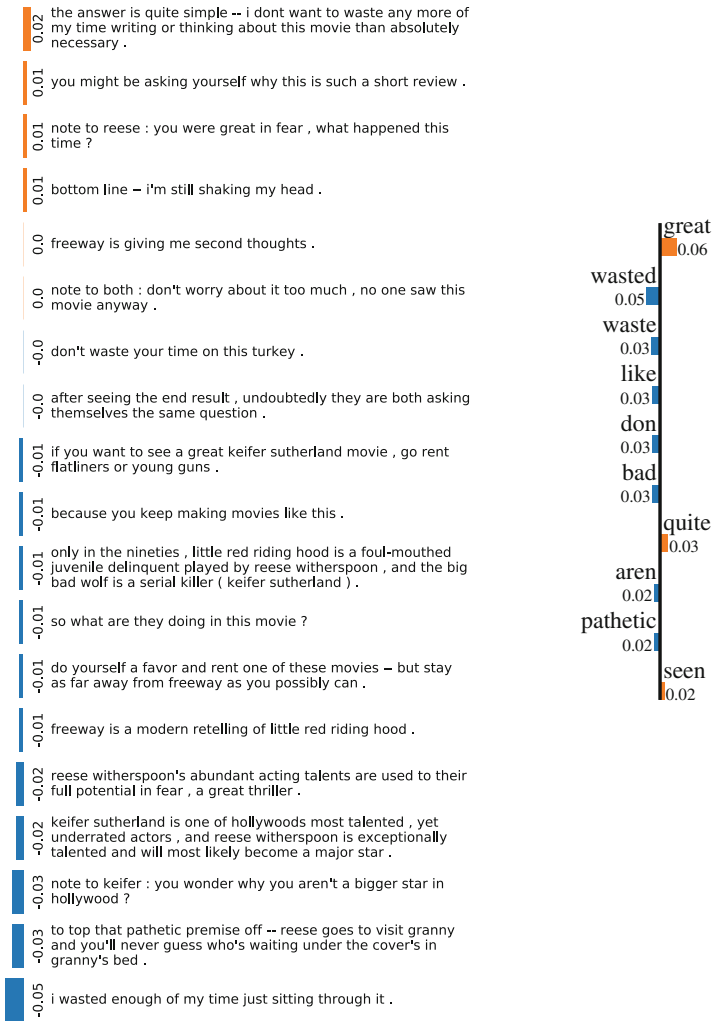 0.02
the answer is quite simple -- i dont want to waste any more of
my time writing or thinking about this movie than absolutely
necessary .
0.01
you might be asking yourself why this is such a short review .
0.01
note to reese : you were great in fear , what happened this
time ?
0.01
bottom line – i'm still shaking my head .
0.0
freeway is giving me second thoughts .
0.0
note to both : don't worry about it too much , no one saw this
movie anyway .
-0.0
don't waste your time on this turkey .
-0.0
after seeing the end result , undoubtedly they are both asking
themselves the same question .
-0.01
if you want to see a great keifer sutherland movie , go rent
flatliners or young guns .
-0.01
because you keep making movies like this .
-0.01
only in the nineties , little red riding hood is a foul-mouthed
juvenile delinquent played by reese witherspoon , and the big
bad wolf is a serial killer ( keifer sutherland ) .
-0.01
so what are they doing in this movie ?
-0.01
do yourself a favor and rent one of these movies – but stay
as far away from freeway as you possibly can .
-0.01
freeway is a modern retelling of little red riding hood .
-0.02
reese witherspoon's abundant acting talents are used to their
full potential in fear , a great thriller .
-0.02
keifer sutherland is one of hollywoods most talented , yet
underrated actors , and reese witherspoon is exceptionally
talented and will most likely become a major star .
-0.03
note to keifer : you wonder why you aren't a bigger star in
hollywood ?
-0.03
to top that pathetic premise off -- reese goes to visit granny
and you'll never guess who's waiting under the cover's in
granny's bed .
-0.05
i wasted enough of my time just sitting through it .
great
0.06
wasted
0.05
waste
0.03
like
0.03
don
0.03
bad
0.03
quite
0.03
aren
0.02
pathetic
0.02
seen
0.02